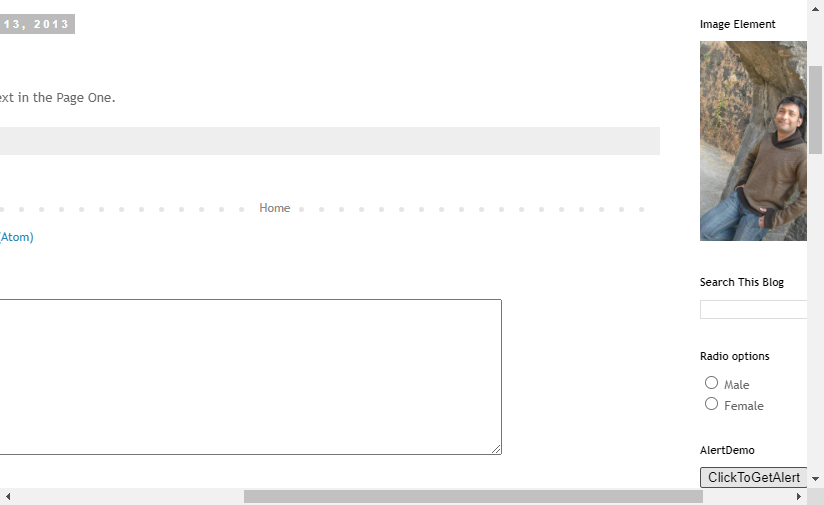 13, 2013
ext in the Page One.
Home
(Atom)
Image Element
Search This Blog
Radio options
Male
Female
AlertDemo
ClickToGetAlert